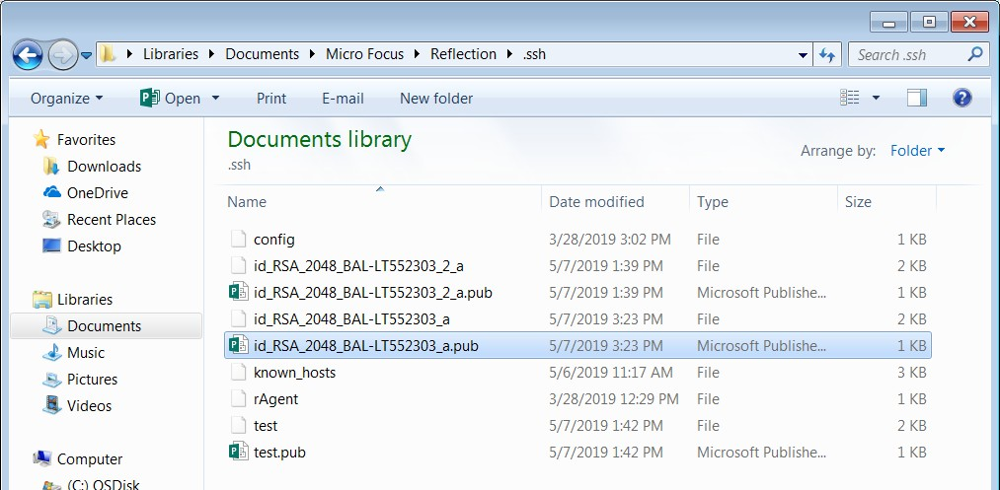 Libraries Documents Micro Focus Reflection .ssh Search .ssh
Organize Open Print E-mail New folder
Favorites
Downloads
OneDrive
Recent Places
Desktop
Libraries
Documents
Music
Pictures
Videos
Computer
(C:) OSDisk
Documents library
.ssh
Arrange by: Folder
Name Date modified Type Size
config 3/28/2019 3:02 PM File 1 KB
id_RSA_2048_BAL-LT552303_2_a 5/7/2019 1:39 PM File 2 KB
id_RSA_2048_BAL-LT552303_2_a.pub 5/7/2019 1:39 PM Microsoft Publishe... 1 KB
id_RSA_2048_BAL-LT552303_a 5/7/2019 3:23 PM File 2 KB
id_RSA_2048_BAL-LT552303_a.pub 5/7/2019 3:23 PM Microsoft Publishe... 1 KB
known_hosts 5/6/2019 11:17 AM File 3 KB
rAgent 3/28/2019 12:29 PM File 1 KB
test 5/7/2019 1:42 PM File 2 KB
test.pub 5/7/2019 1:42 PM Microsoft Publishe... 1 KB